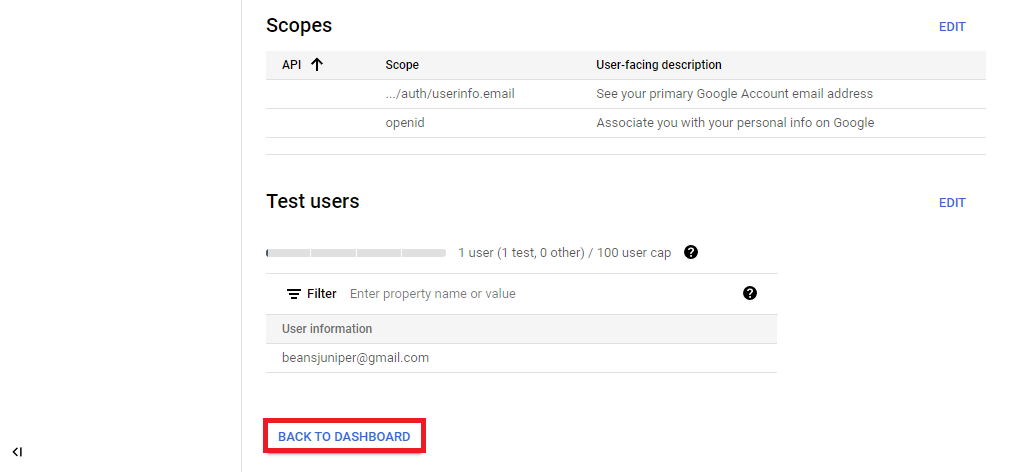 Scopes EDIT
API Scope User-facing description
.../auth/userinfo.email See your primary Google Account email address
openid Associate you with your personal info on Google
Test users EDIT
1 user (1 test, 0 other) / 100 user cap ?
Filter Enter property name or value ?
User information
beansjuniper@gmail.com
BACK TO DASHBOARD